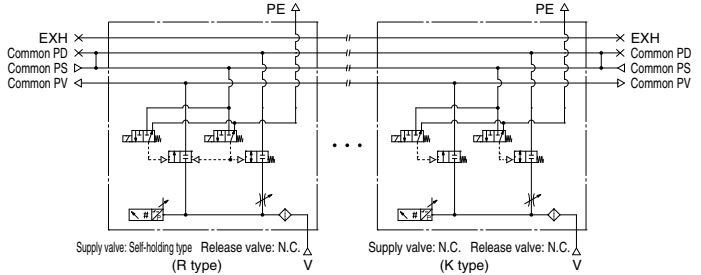 PE PE
EXH EXH
Common PD Common PD
Common PS Common PS
Common PV Common PV
# #
Supply valve: Self-holding type Release valve: N.C. Supply valve: N.C. Release valve: N.C.
(R type) V (K type) V